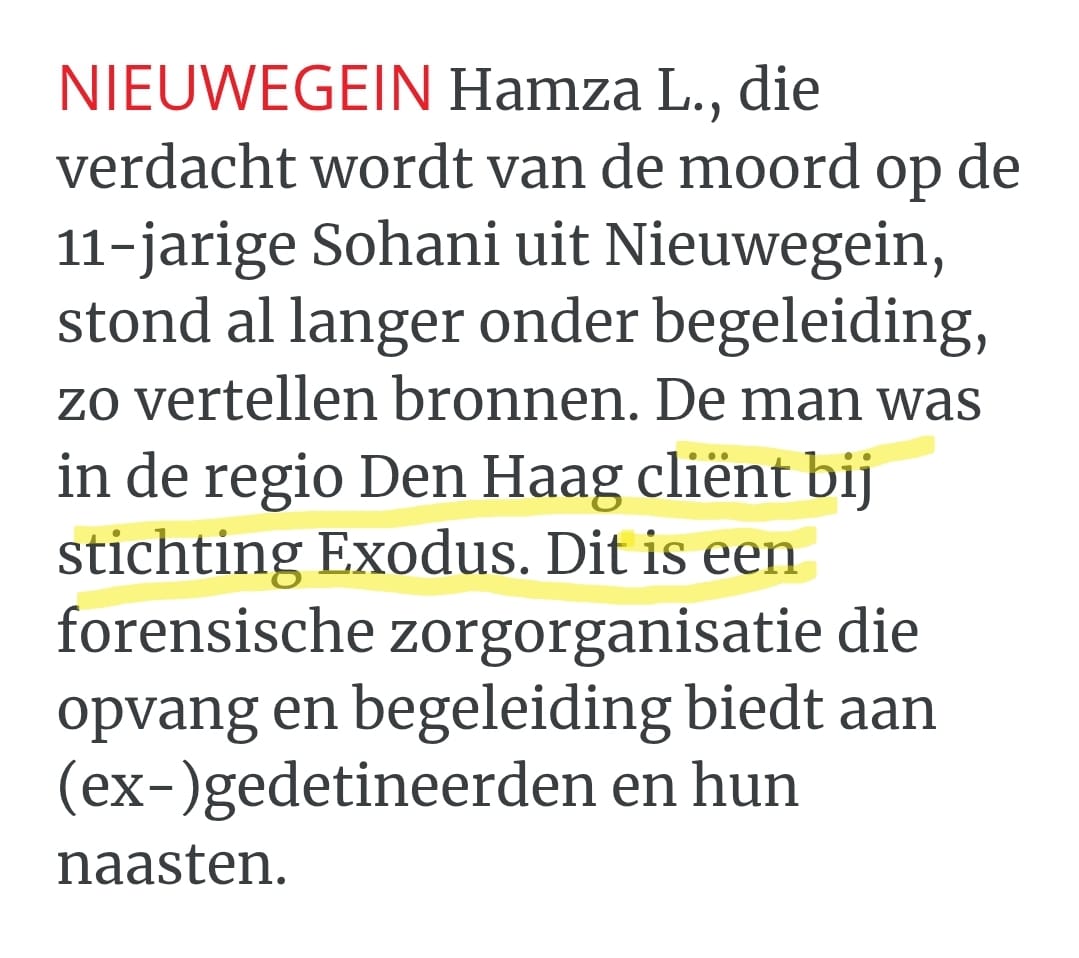 NIEUWEGEIN Hamza L., die
verdacht wordt van de moord op de
11-jarige Sohani uit Nieuwegein,
stond al langer onder begeleiding,
zo vertellen bronnen. De man was
in de regio Den Haag cliënt bij
stichting Exodus. Dit is een
forensische zorgorganisatie die
opvang en begeleiding biedt aan
(ex-)gedetineerden en hun
naasten.